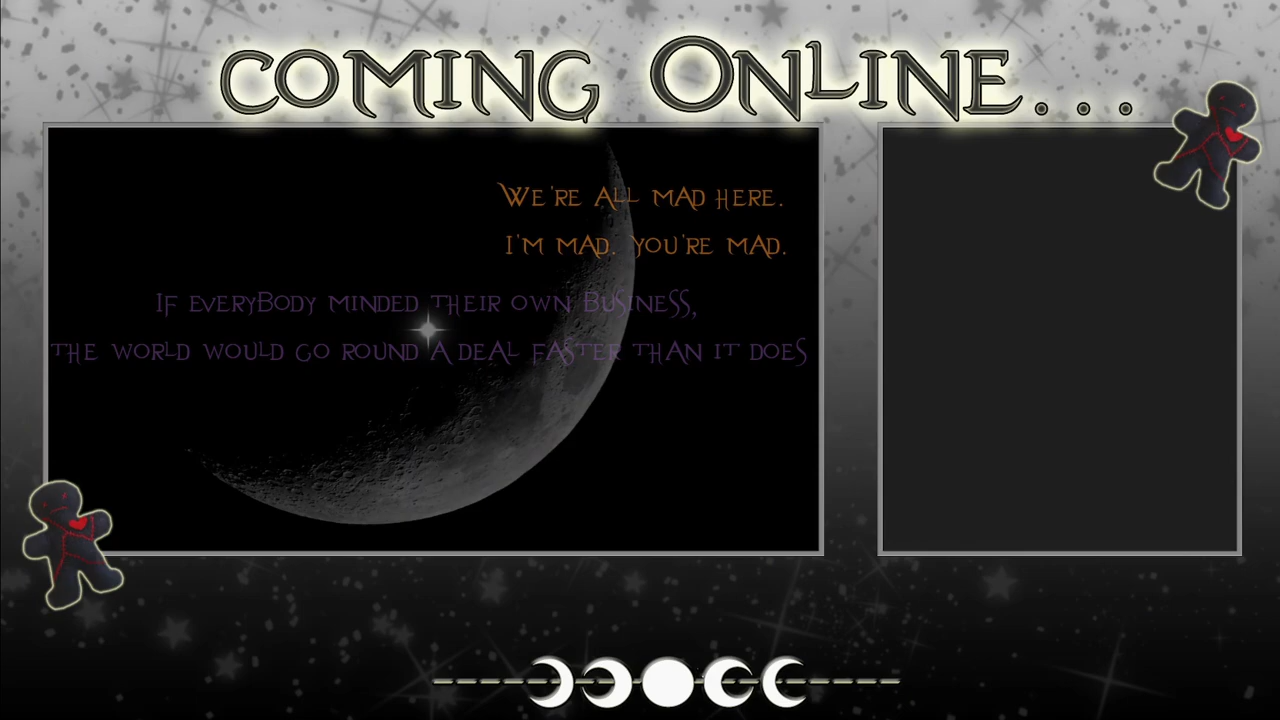 COMING ONLINE...
WE'RE ALL MAD HERE.
I'M MAD. YOU'RE MAD.
IF EVERYBODY MINDED THEIR OWN BUSINESS,
THE WORLD WOULD GO ROUND A DEAL FASTER THAN IT DOES